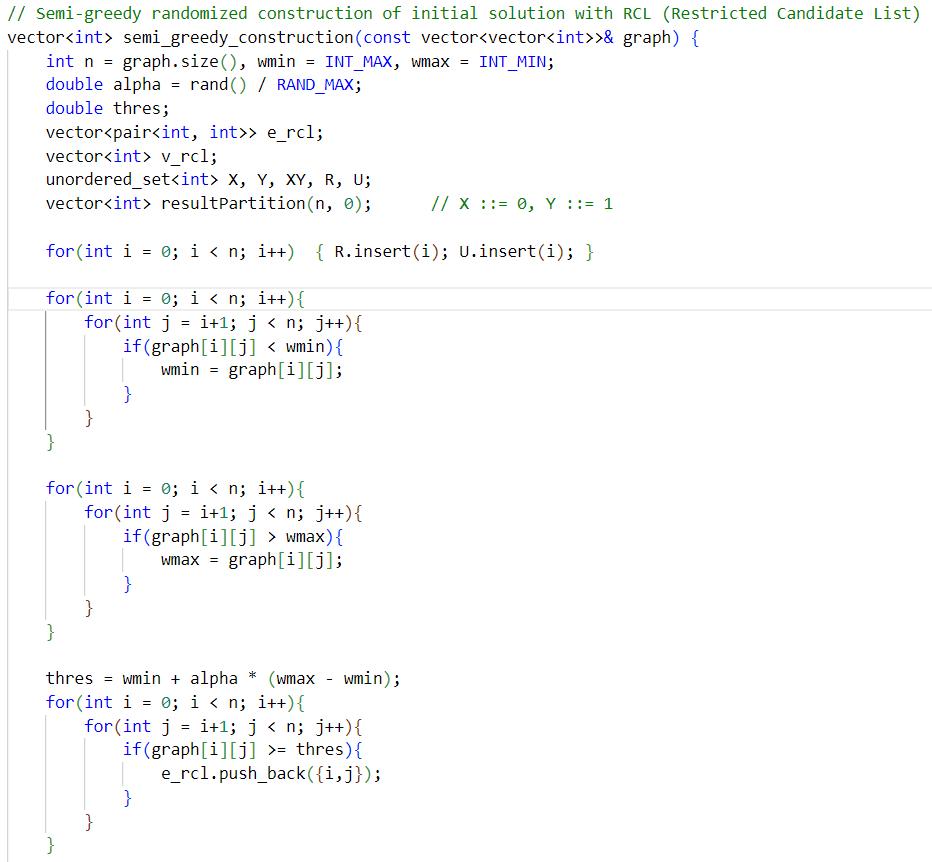 // Semi-greedy randomized construction of initial solution with RCL (Restricted Candidate List)
vector<int> semi_greedy_construction(const vector<vector<int>>& graph) {
    int n = graph.size(), wmin = INT_MAX, wmax = INT_MIN;
    double alpha = rand() / RAND_MAX;
    double thres;
    vector<pair<int, int>> e_rcl;
    vector<int> v_rcl;
    unordered_set<int> X, Y, XY, R, U;
    vector<int> resultPartition(n, 0);      // X ::= 0, Y ::= 1

    for(int i = 0; i < n; i++)  { R.insert(i); U.insert(i); }

    for(int i = 0; i < n; i++){
        for(int j = i+1; j < n; j++){
            if(graph[i][j] < wmin){
                wmin = graph[i][j];
            }
        }
    }

    for(int i = 0; i < n; i++){
        for(int j = i+1; j < n; j++){
            if(graph[i][j] > wmax){
                wmax = graph[i][j];
            }
        }
    }

    thres = wmin + alpha * (wmax - wmin);
    for(int i = 0; i < n; i++){
        for(int j = i+1; j < n; j++){
            if(graph[i][j] >= thres){
                e_rcl.push_back({i,j});
            }
        }
    }